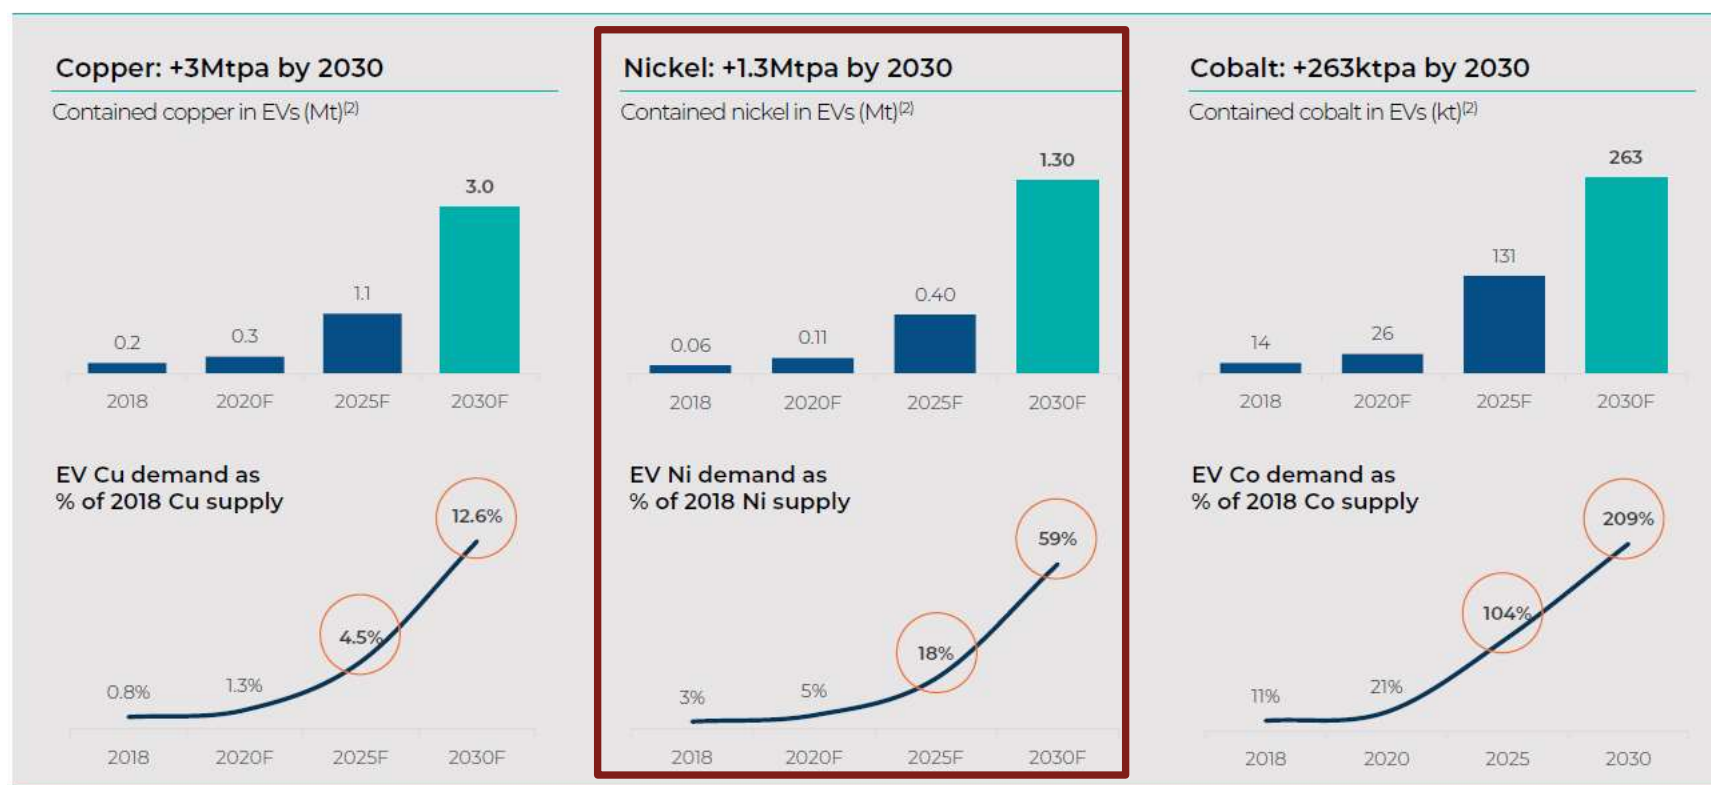 Copper: +3Mtpa by 2030
Contained copper in EVs (Mt)(2)
3.0
1.1
0.3
0.2
2018 2020F 2025F 2030F
EV Cu demand as
% of 2018 Cu supply
12.6%
4.5%
1.3%
0.8%
2018 2020F 2025F 2030F
Nickel: +1.3Mtpa by 2030
Contained nickel in EVs (Mt)(2)
1.30
0.40
0.11
0.06
2018 2020F 2025F 2030F
EV Ni demand as
% of 2018 Ni supply
59%
18%
5%
3%
2018 2020F 2025F 2030F
Cobalt: +263ktpa by 2030
Contained cobalt in EVs (kt)(2)
263
131
26
14
2018 2020F 2025F 2030F
EV Co demand as
% of 2018 Co supply
209%
104%
21%
11%
2018 2020 2025 2030